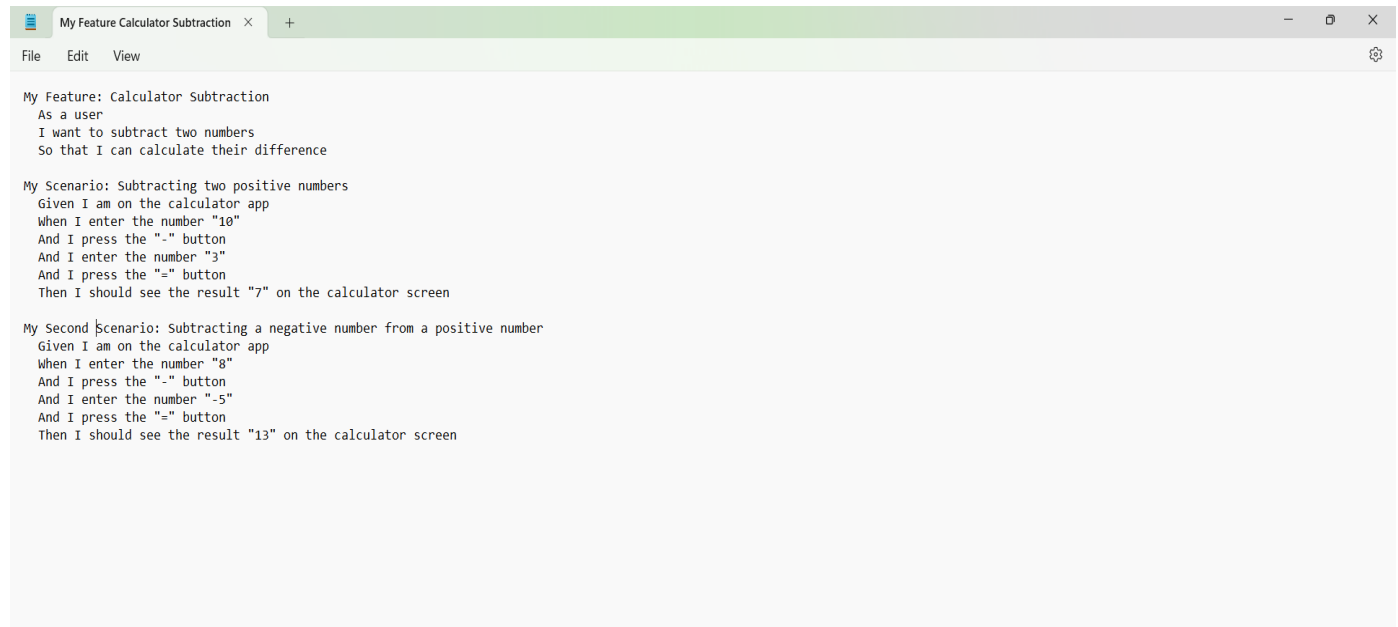 My Feature Calculator Subtraction
File Edit View
My Feature: Calculator Subtraction
As a user
I want to subtract two numbers
So that I can calculate their difference
My Scenario: Subtracting two positive numbers
Given I am on the calculator app
When I enter the number "10"
And I press the "-" button
And I enter the number "3"
And I press the "=" button
Then I should see the result "7" on the calculator screen
My Second Scenario: Subtracting a negative number from a positive number
Given I am on the calculator app
When I enter the number "8"
And I press the "-" button
And I enter the number "-5"
And I press the "=" button
Then I should see the result "13" on the calculator screen